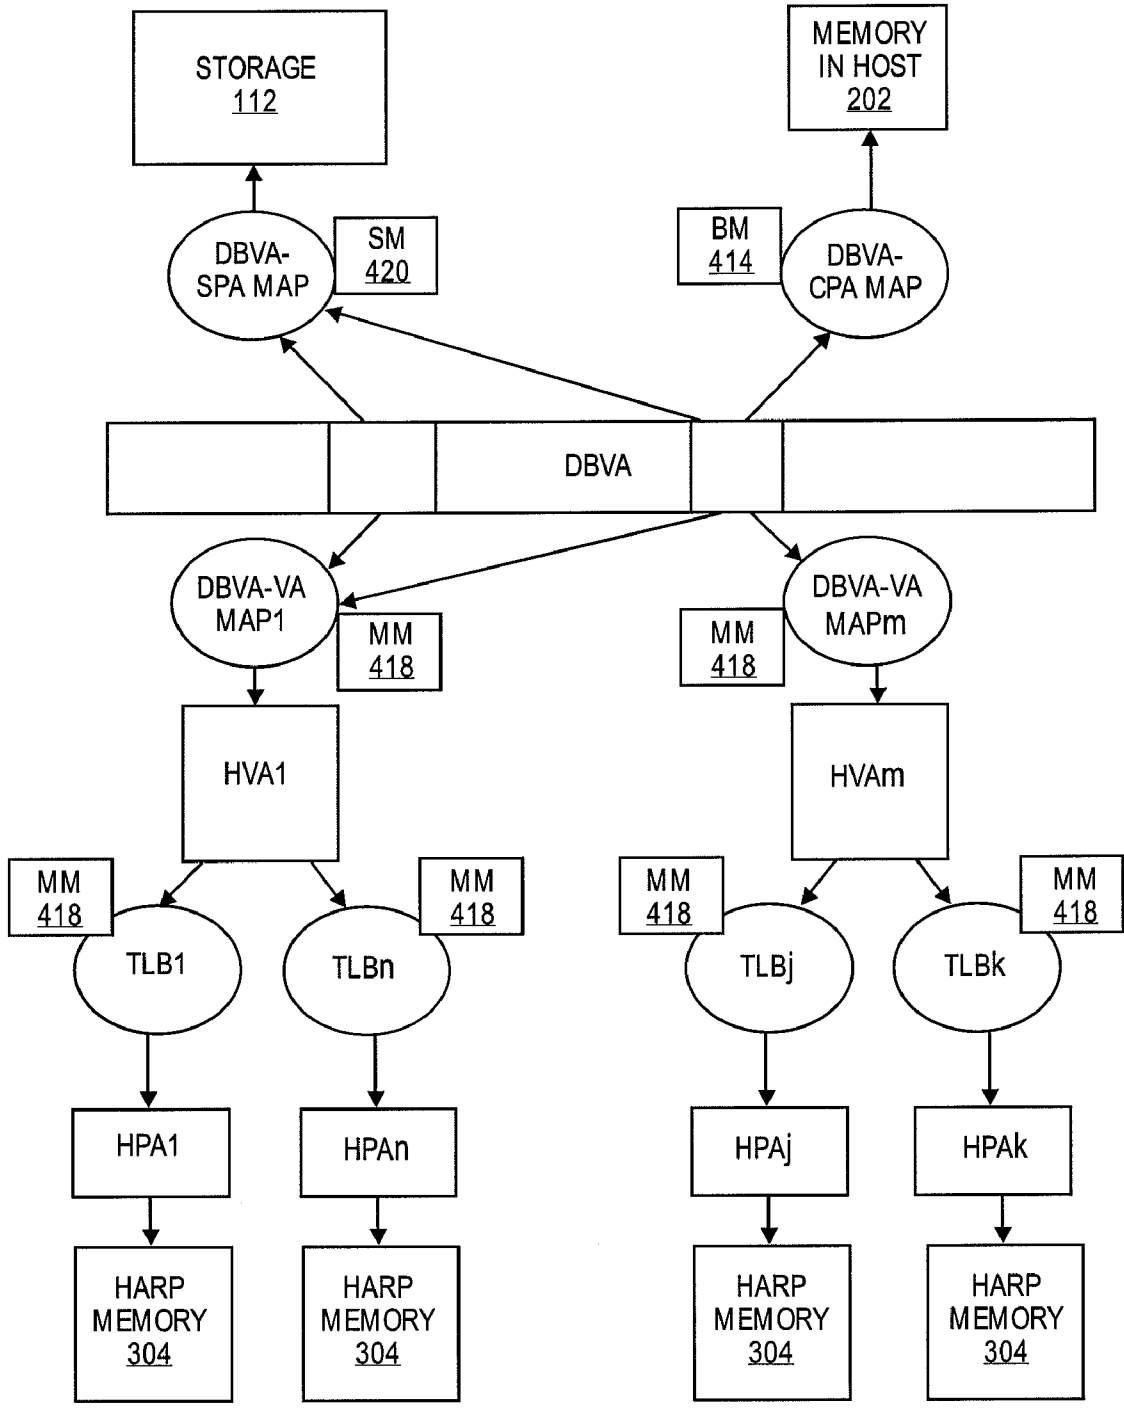 STORAGE
112
MEMORY
IN HOST
202
DBVA-
SPA MAP
SM
420
BM
414
DBVA-
CPA MAP
DBVA
DBVA-VA
MAP1
MM
418
DBVA-VA
MAPm
MM
418
HVA1
HVAm
MM
418
MM
418
MM
418
MM
418
TLB1
TLBn
TLBj
TLBk
HPA1
HPAn
HPAj
HPAk
HARP
MEMORY
304
HARP
MEMORY
304
HARP
MEMORY
304
HARP
MEMORY
304